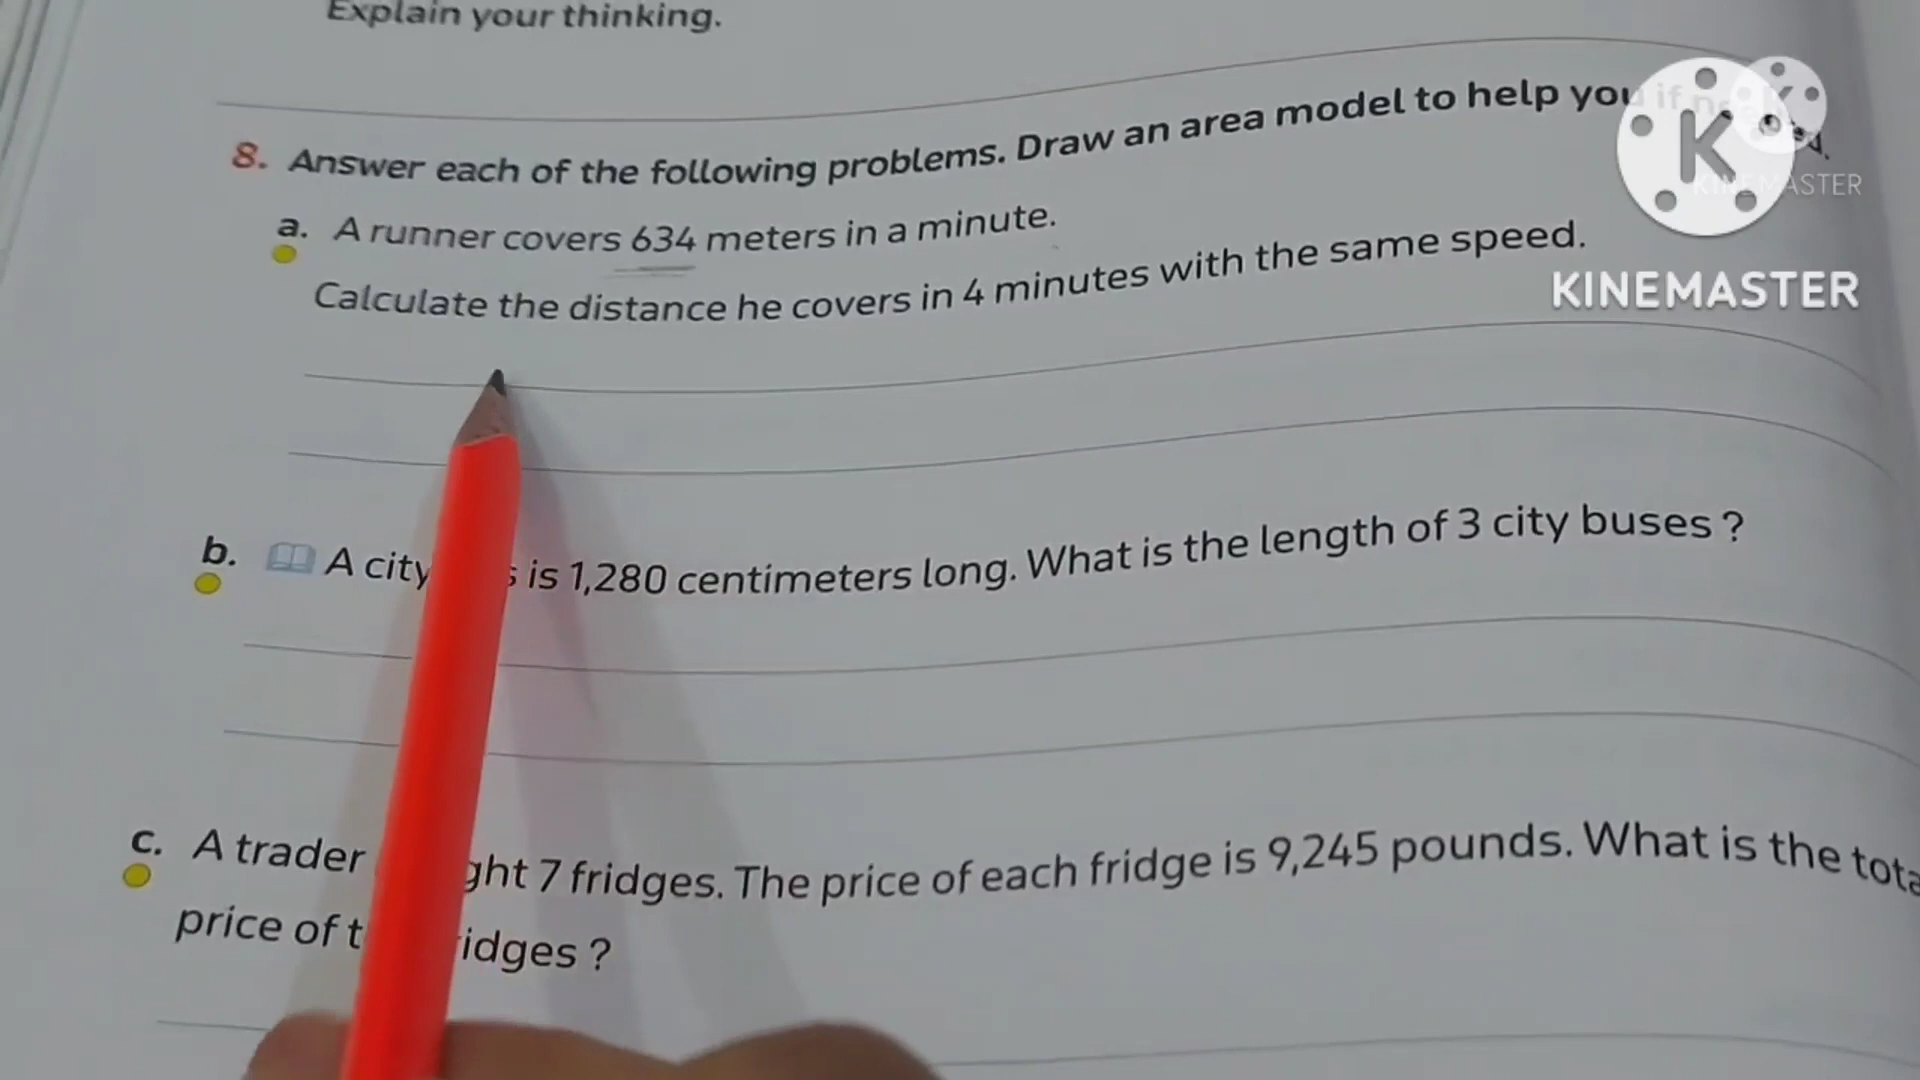 Explain your thinking.
8. Answer each of the following problems. Draw an area model to help you if
a. A runner covers 634 meters in a minute.
Calculate the distance he covers in 4 minutes with the same speed.
b. A city is 1,280 centimeters long. What is the length of 3 city buses ?
c. A trader ght 7 fridges. The price of each fridge is 9,245 pounds. What is the tota
price of t idges ?
K
KINEMASTER
KINEMASTER